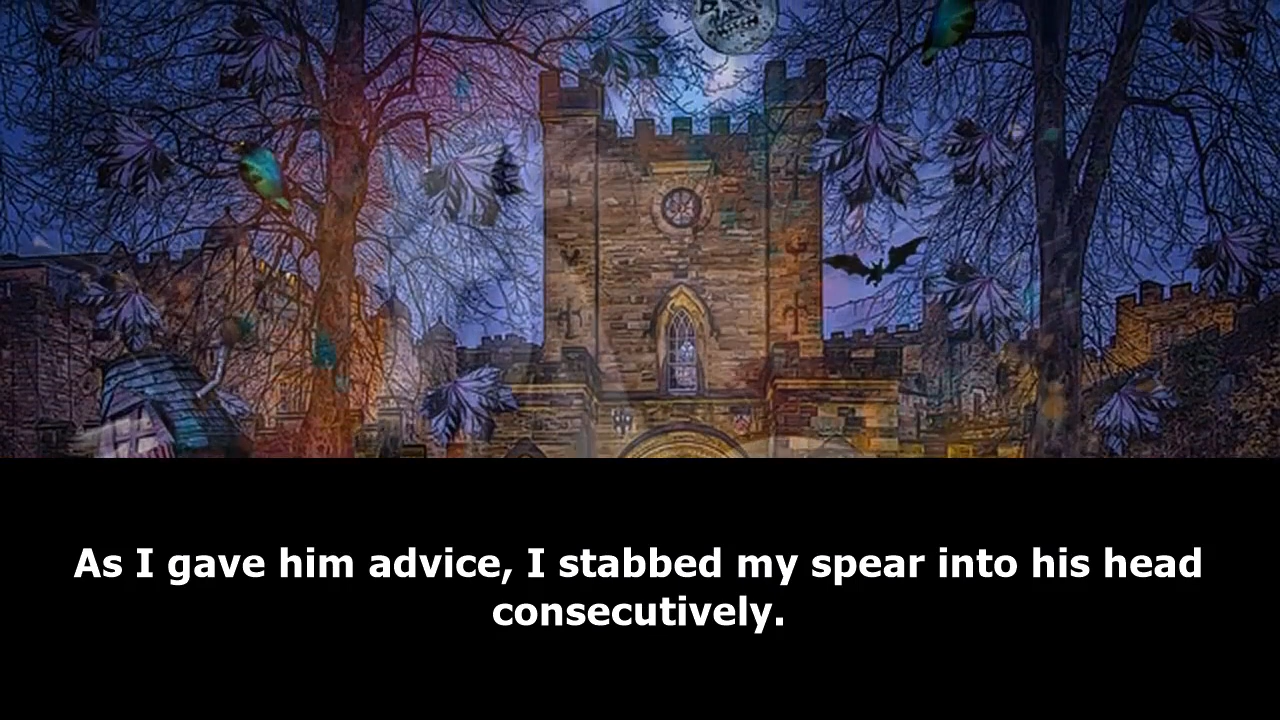 As I gave him advice, I stabbed my spear into his head
consecutively.